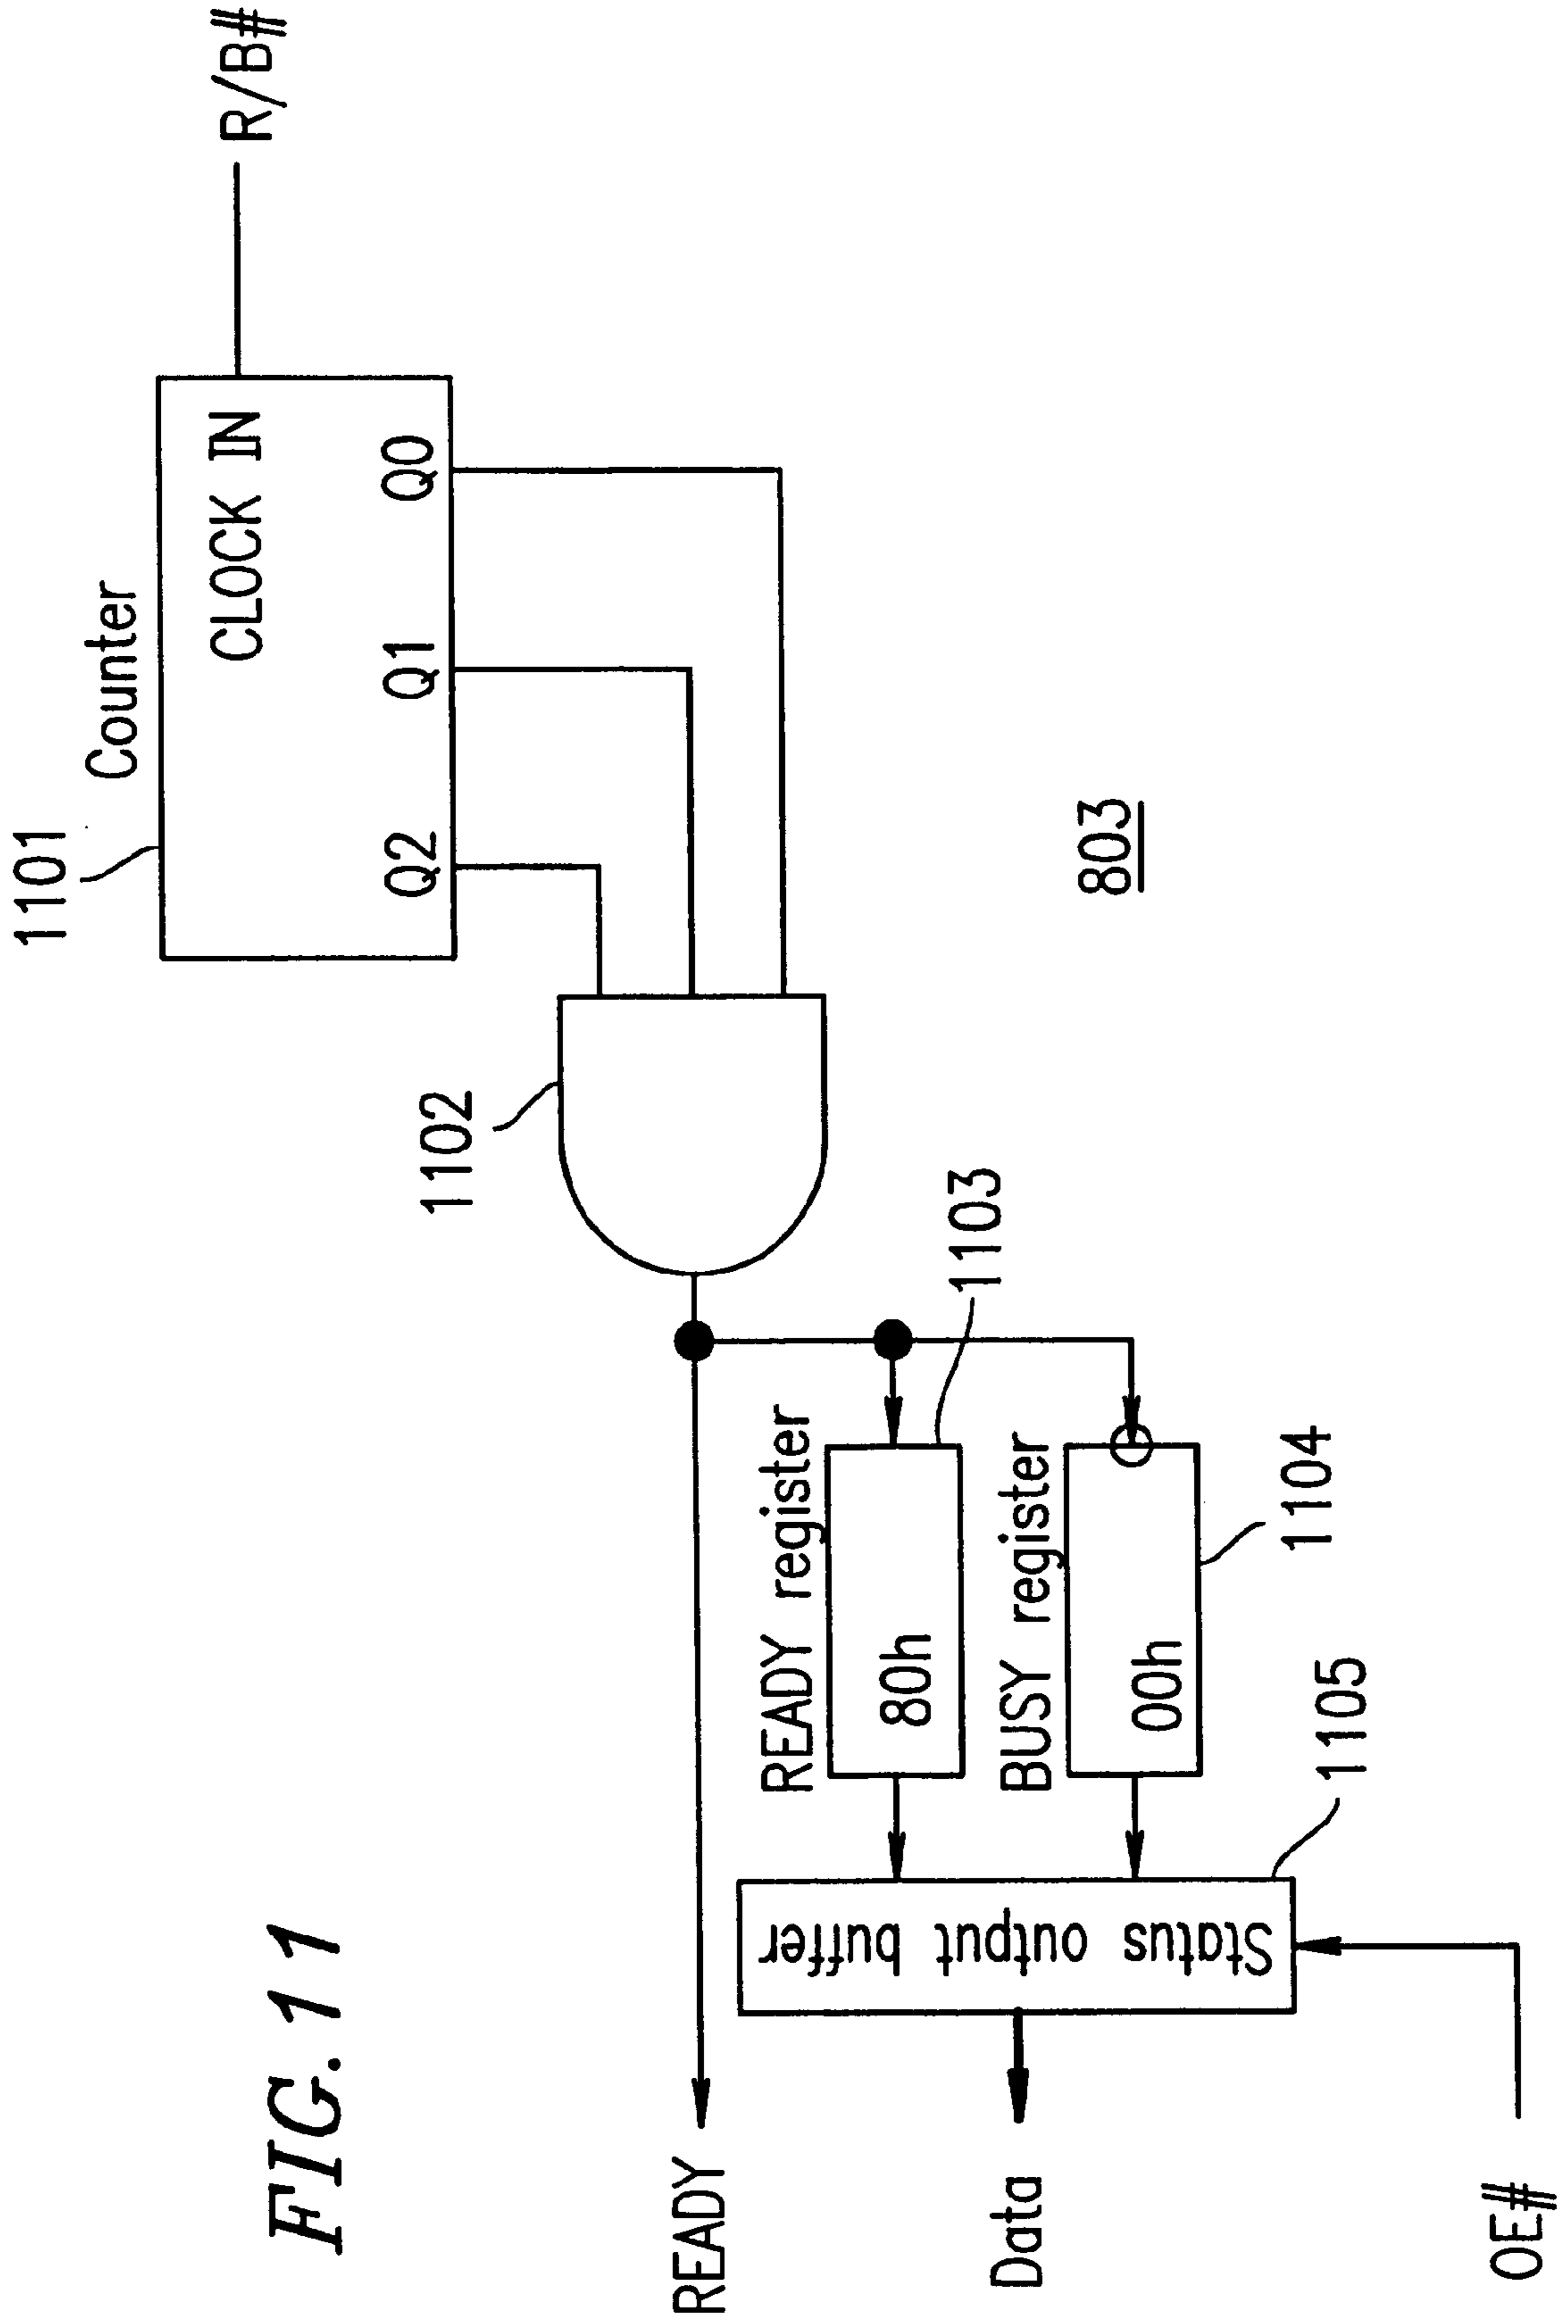 FIG. 11
1101
Counter
CLOCK IN
R/B#
Q2
Q1
Q0
1102
READY
READY register
80h
1103
BUSY register
00h
1104
Status output buffer
1105
Data
OE#
803